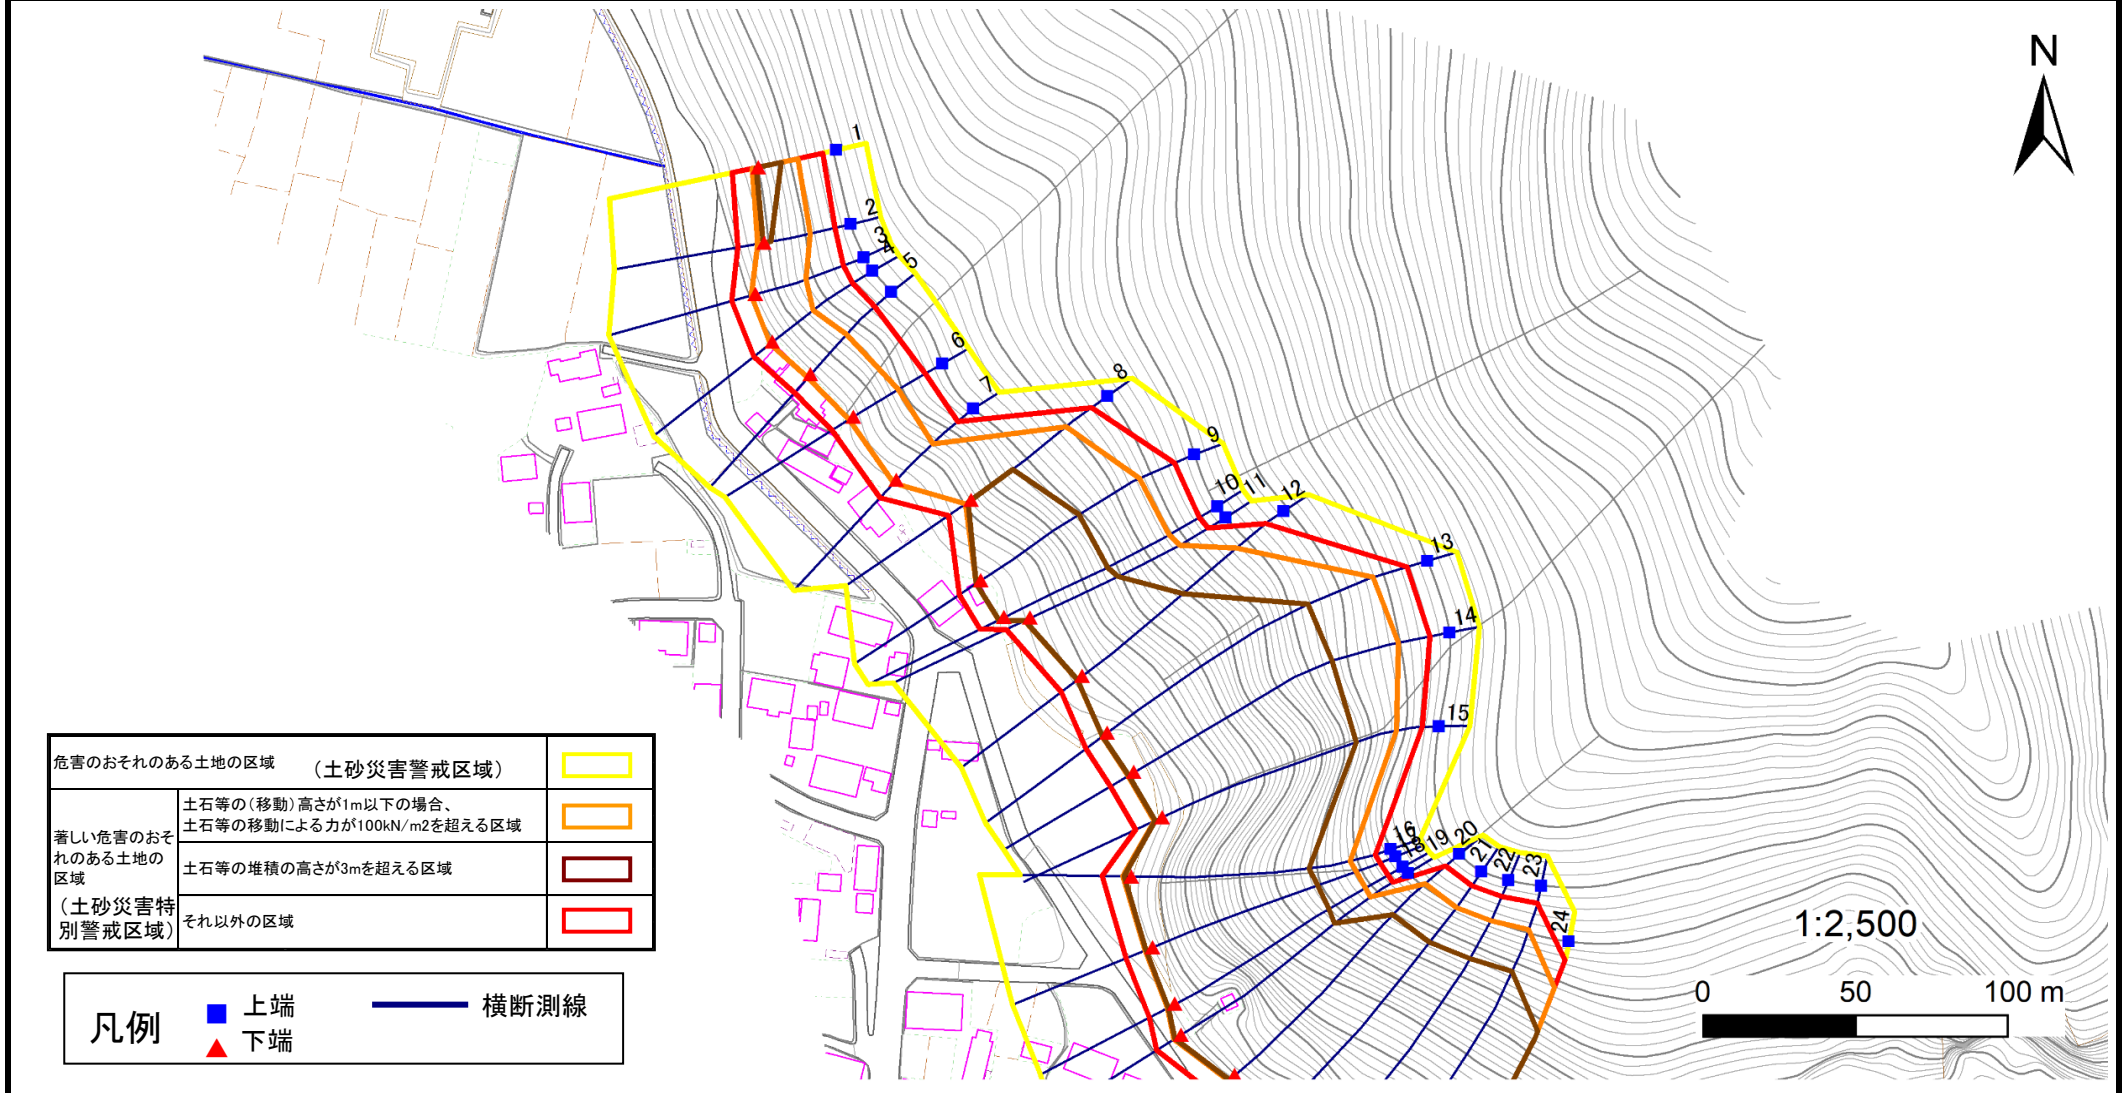 N
1
2
3
4
5
6
7
8
9
10
11
12
13
14
15
16
18
19
20
21
22
23
24
危害のおそれのある土地の区域 （土砂災害警戒区域）
著しい危害のおそ
れのある土地の
区域
（土砂災害特
別警戒区域）
土石等の（移動）高さが1m以下の場合、
土石等の移動による力が100kN/m2を超える区域
土石等の堆積の高さが3mを超える区域
それ以外の区域
凡例
上端
下端
横断測線
1:2,500
0 50 100 m